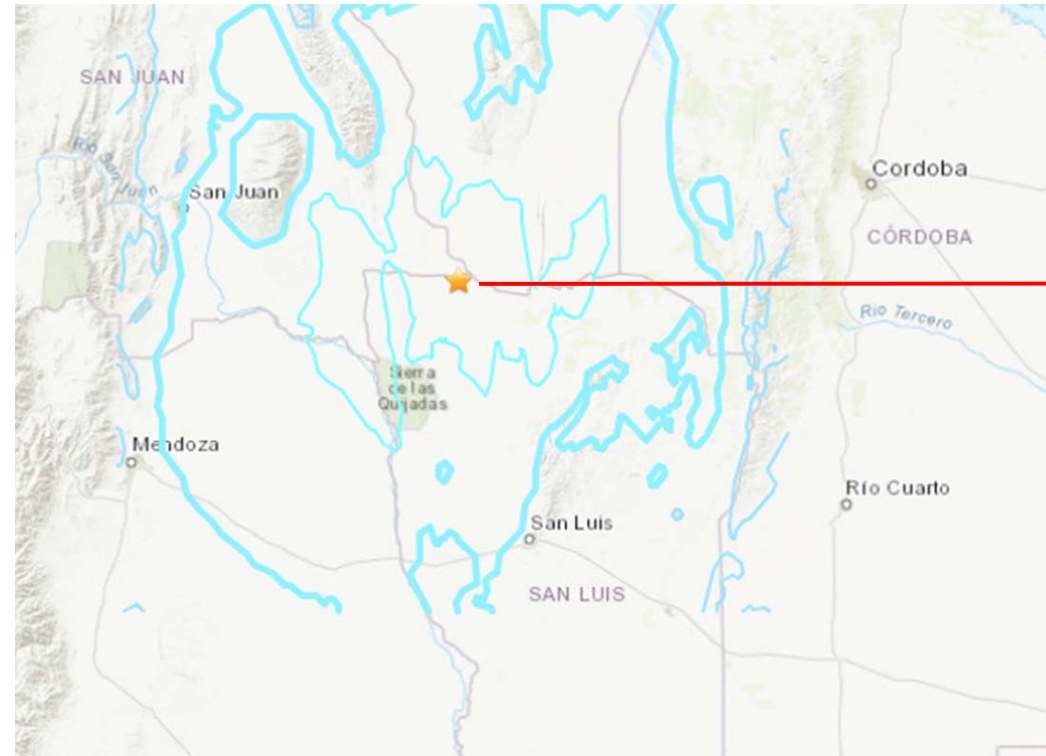 SAN JUAN
Río San Juan
San Juan
Cordoba
CÓRDOBA
Rio Tercero
Sierra
de las
Quijadas
Mendoza
Río Cuarto
San Luis
SAN LUIS